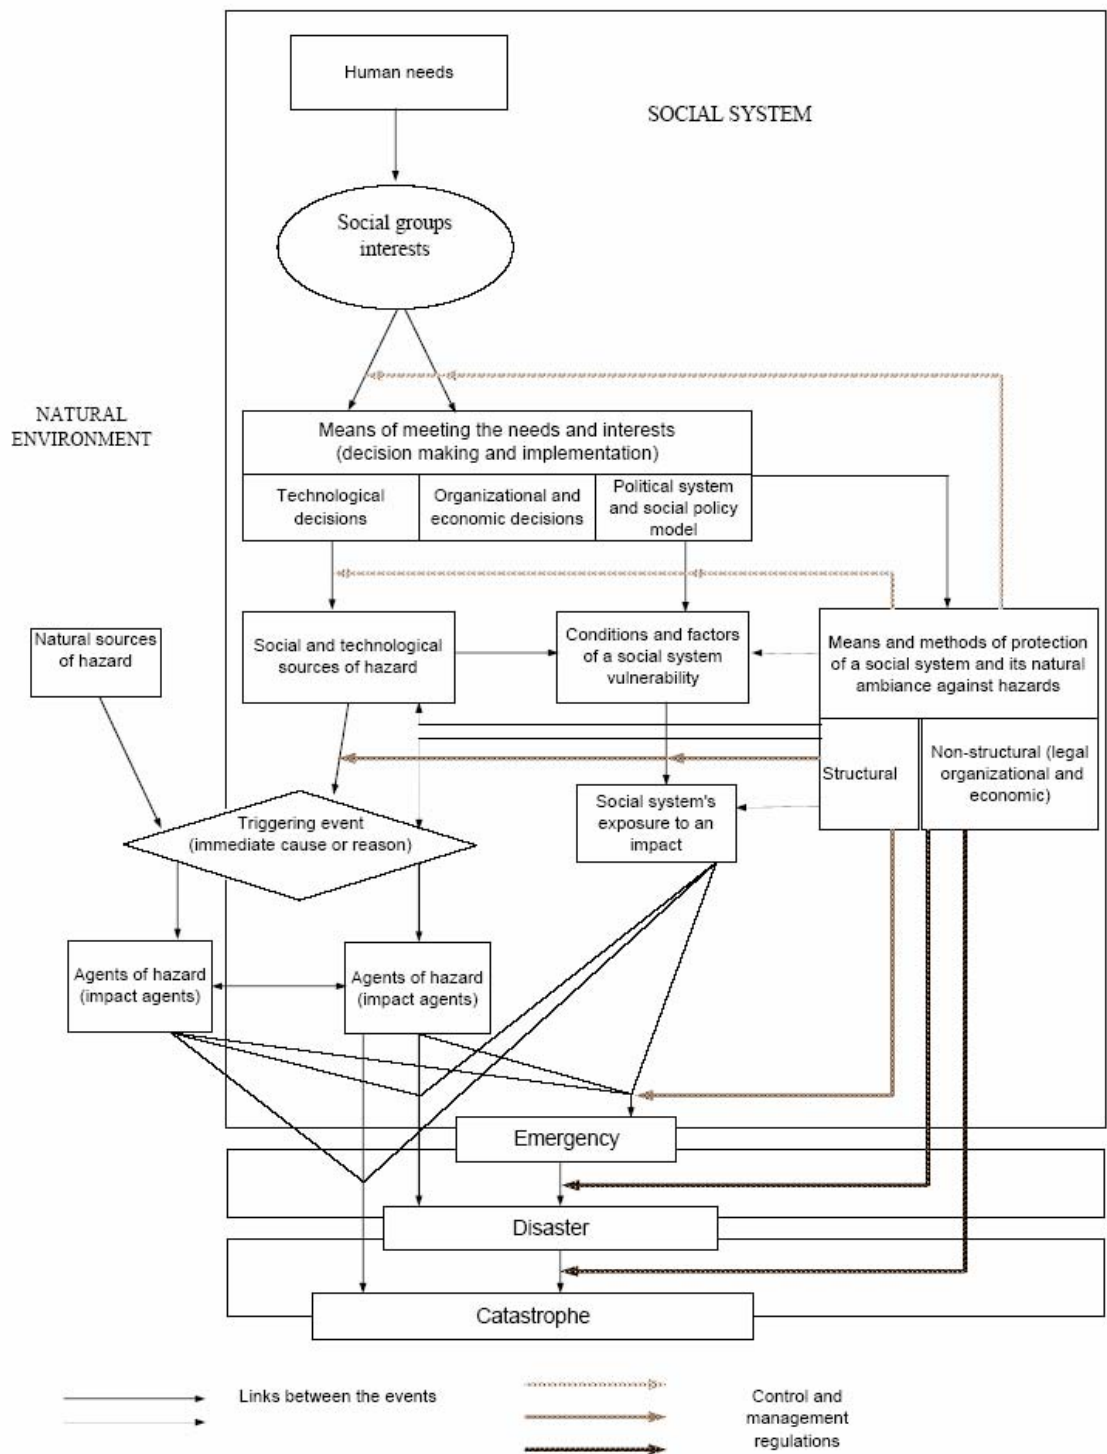 Human needs
SOCIAL SYSTEM
Social groups
interests
NATURAL
ENVIRONMENT
Means of meeting the needs and interests
(decision making and implementation)
Technological
decisions
Organizational and
economic decisions
Political system
and social policy
model
Natural sources
of hazard
Social and technological
sources of hazard
Conditions and factors
of a social system
vulnerability
Means and methods of protection
of a social system and its natural
ambiance against hazards
Structural
Non-structural (legal
organizational and
economic)
Triggering event
(immediate cause or reason)
Social system's
exposure to an
impact
Agents of hazard
(impact agents)
Agents of hazard
(impact agents)
Emergency
Disaster
Catastrophe
Links between the events
Control and
management
regulations